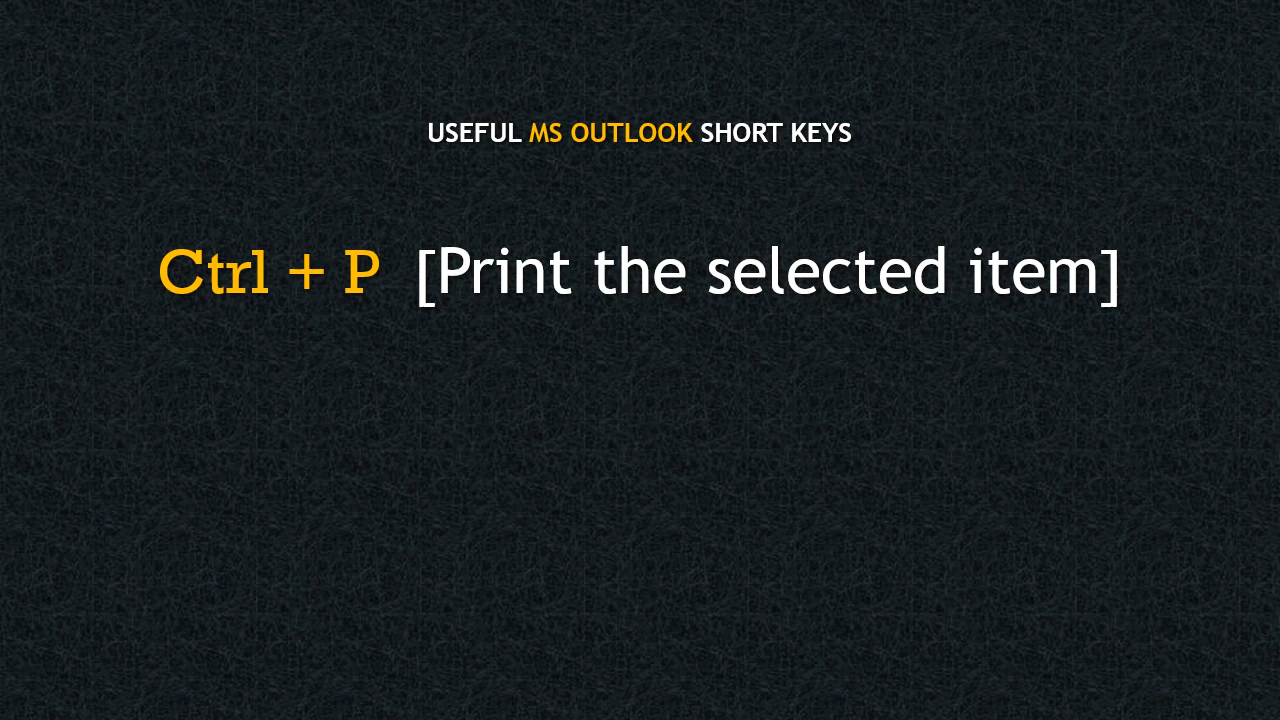 USEFUL MS OUTLOOK SHORT KEYS
Ctrl + P [Print the selected item]